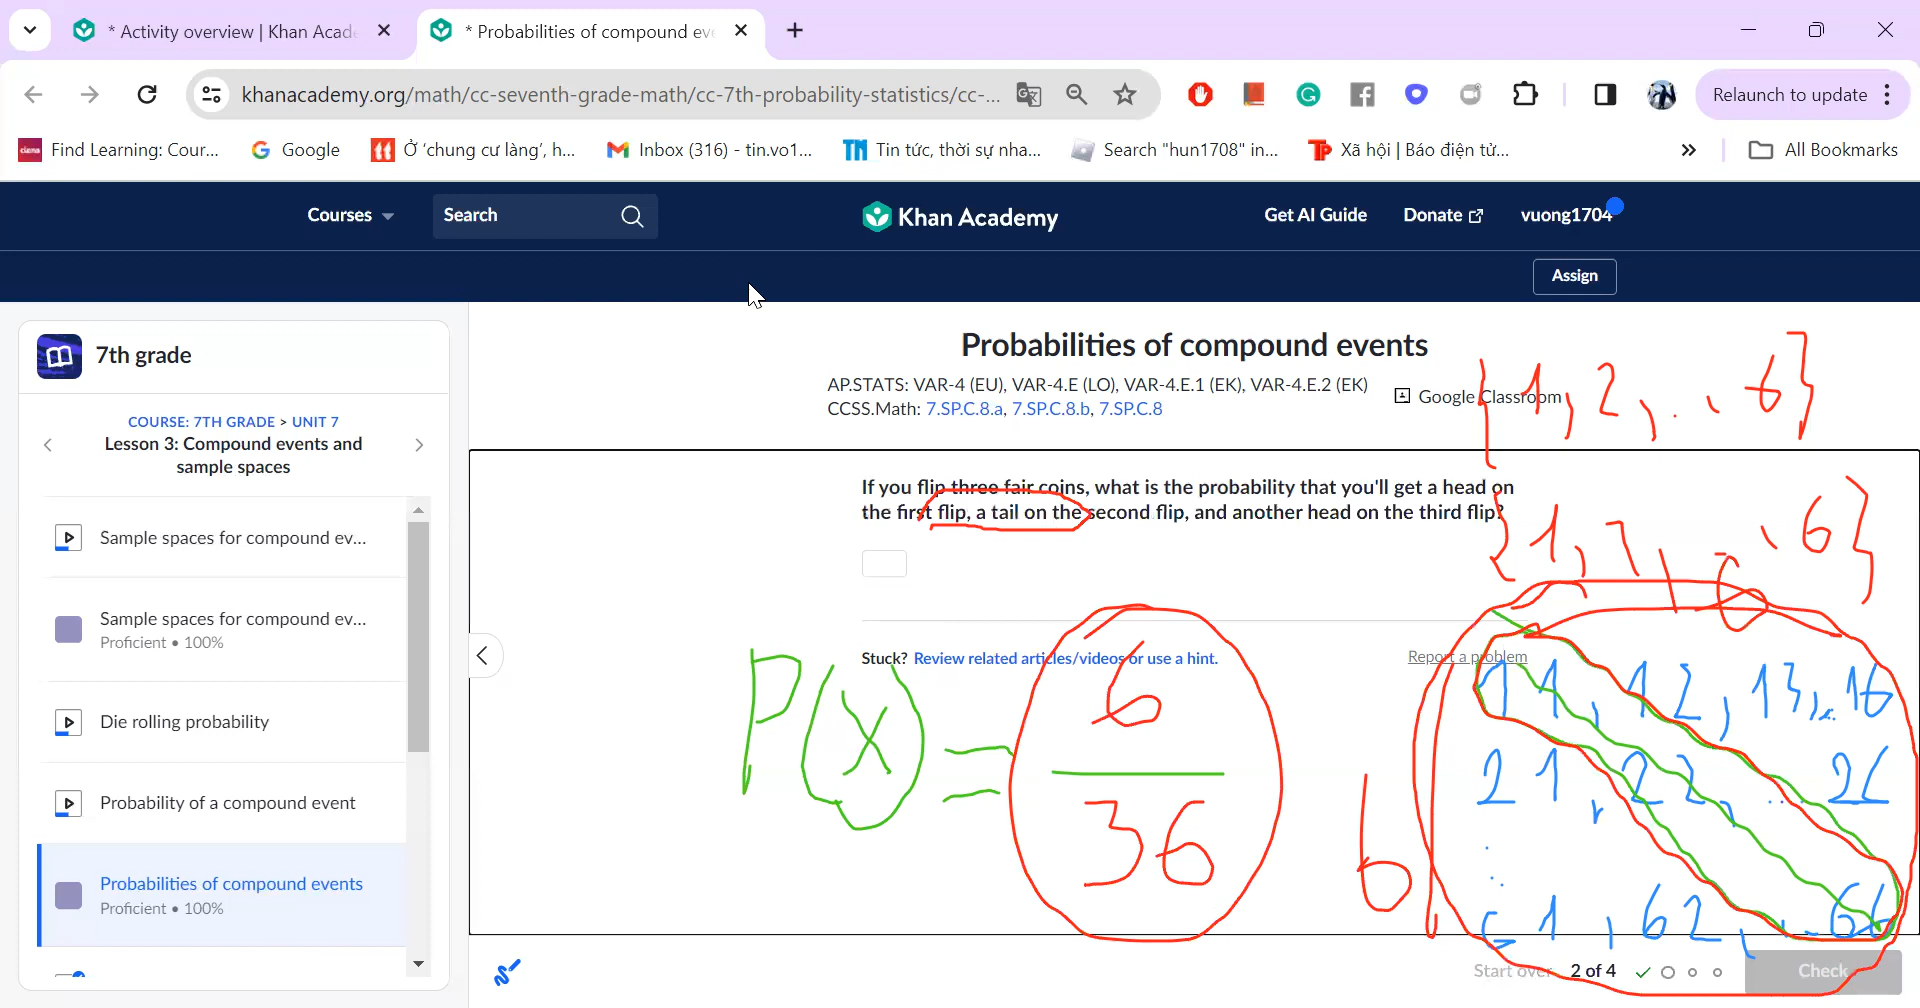 * Activity overview | Khan Acade
* Probabilities of compound eve
khanacademy.org/math/cc-seventh-grade-math/cc-7th-probability-statistics/cc-...
Relaunch to update
Find Learning: Cour...
Google
Ở 'chung cư làng', h...
Inbox (316) - tin.vo1...
Tin tức, thời sự nha...
Search "hun1708" in...
Xã hội | Báo điện tử...
All Bookmarks
Courses
Search
Khan Academy
Get AI Guide
Donate
vuong1704
Assign
7th grade
COURSE: 7TH GRADE > UNIT 7
Lesson 3: Compound events and
sample spaces
Sample spaces for compound ev...
Sample spaces for compound ev...
Proficient • 100%
Die rolling probability
Probability of a compound event
Probabilities of compound events
Proficient • 100%
Probabilities of compound events
AP.STATS: VAR-4 (EU), VAR-4.E (LO), VAR-4.E.1 (EK), VAR-4.E.2 (EK)
CCSS.Math: 7.SP.C.8.a, 7.SP.C.8.b, 7.SP.C.8
Google Classroom
{1, 2, .. , 6}
If you flip three fair coins, what is the probability that you'll get a head on
the first flip, a tail on the second flip, and another head on the third flip?
Stuck? Review related articles/videos or use a hint.
Report a problem
P(X) = 6
36
6
11, 12, 13, .. 16
21, 22, ... 26
62, .. 66
Start over
2 of 4
Check